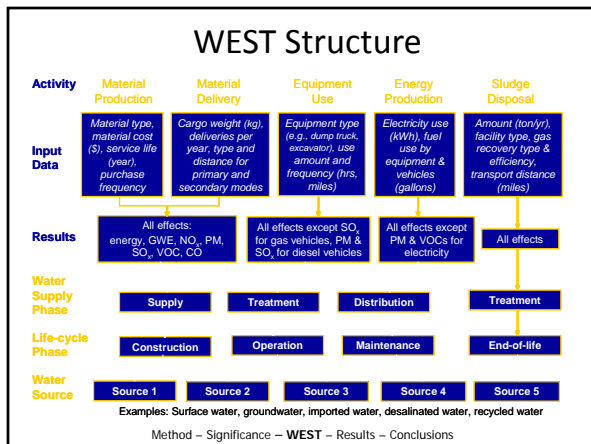 WEST Structure
Activity
Material
Production
Material
Delivery
Equipment
Use
Energy
Production
Sludge
Disposal
Input
Data
Material type,
material cost
($), service life
(year),
purchase
frequency
Cargo weight (kg),
deliveries per
year, type and
distance for
primary and
secondary modes
Equipment type
(e.g., dump truck,
excavator), use
amount and
frequency (hrs,
miles)
Electricity use
(kWh), fuel
use by
equipment &
vehicles
(gallons)
Amount (ton/yr),
facility type, gas
recovery type &
efficiency,
transport distance
(miles)
Results
All effects:
energy, GWE, NOx, PM,
SOx, VOC, CO
All effects except SOx
for gas vehicles, PM &
SOx for diesel vehicles
All effects except
PM & VOCs for
electricity
All effects
Water
Supply
Phase
Supply
Treatment
Distribution
Treatment
Life-cycle
Phase
Construction
Operation
Maintenance
End-of-life
Water
Source
Source 1
Source 2
Source 3
Source 4
Source 5
Examples: Surface water, groundwater, imported water, desalinated water, recycled water
Method – Significance – WEST – Results – Conclusions